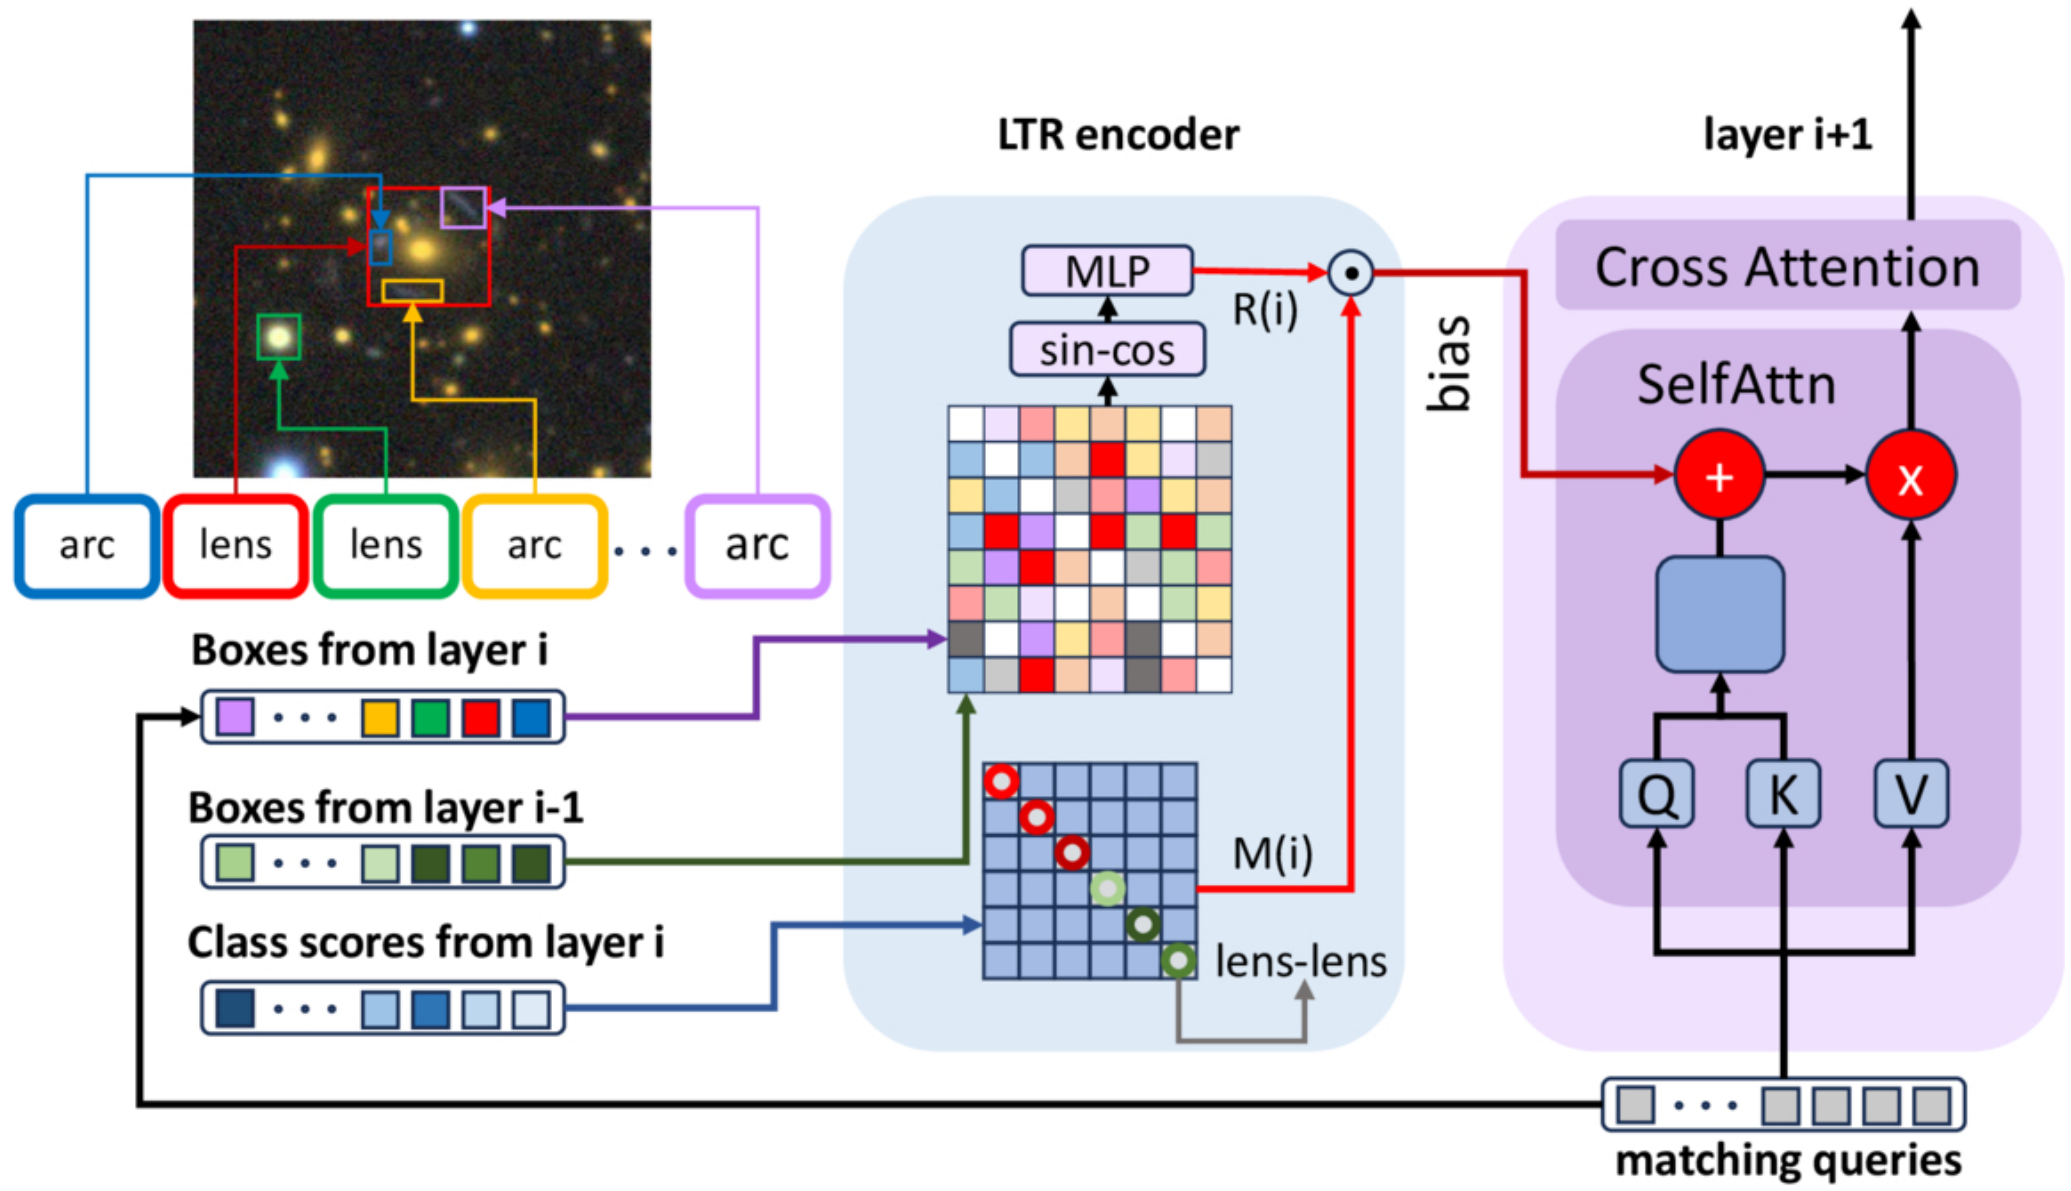 LTR encoder
layer i+1
MLP
R(i)
sin-cos
bias
Cross Attention
SelfAttn
+
x
arc
lens
lens
arc
arc
Boxes from layer i
Boxes from layer i-1
Class scores from layer i
M(i)
lens-lens
Q
K
V
matching queries